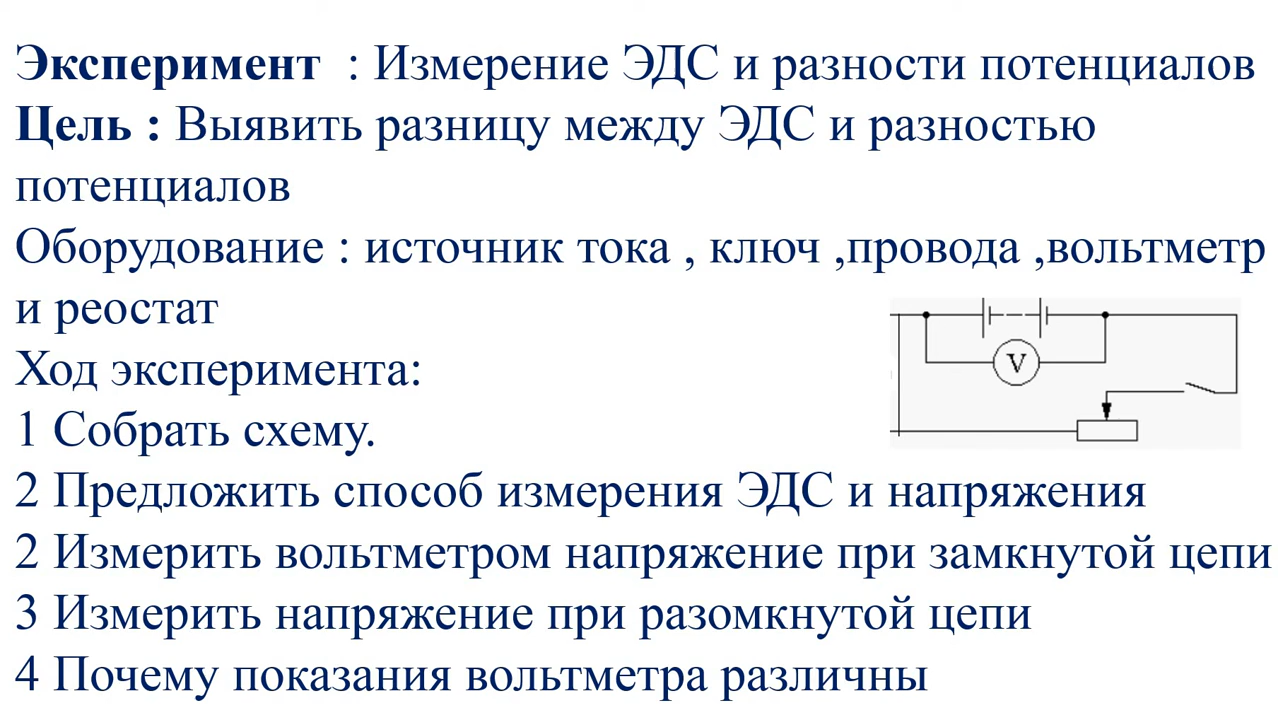 Эксперимент : Измерение ЭДС и разности потенциалов
Цель : Выявить разницу между ЭДС и разностью
потенциалов
Оборудование : источник тока , ключ ,провода ,вольтметр
и реостат
Ход эксперимента:
V
1 Собрать схему.
2 Предложить способ измерения ЭДС и напряжения
2 Измерить вольтметром напряжение при замкнутой цепи
3 Измерить напряжение при разомкнутой цепи
4 Почему показания вольтметра различны